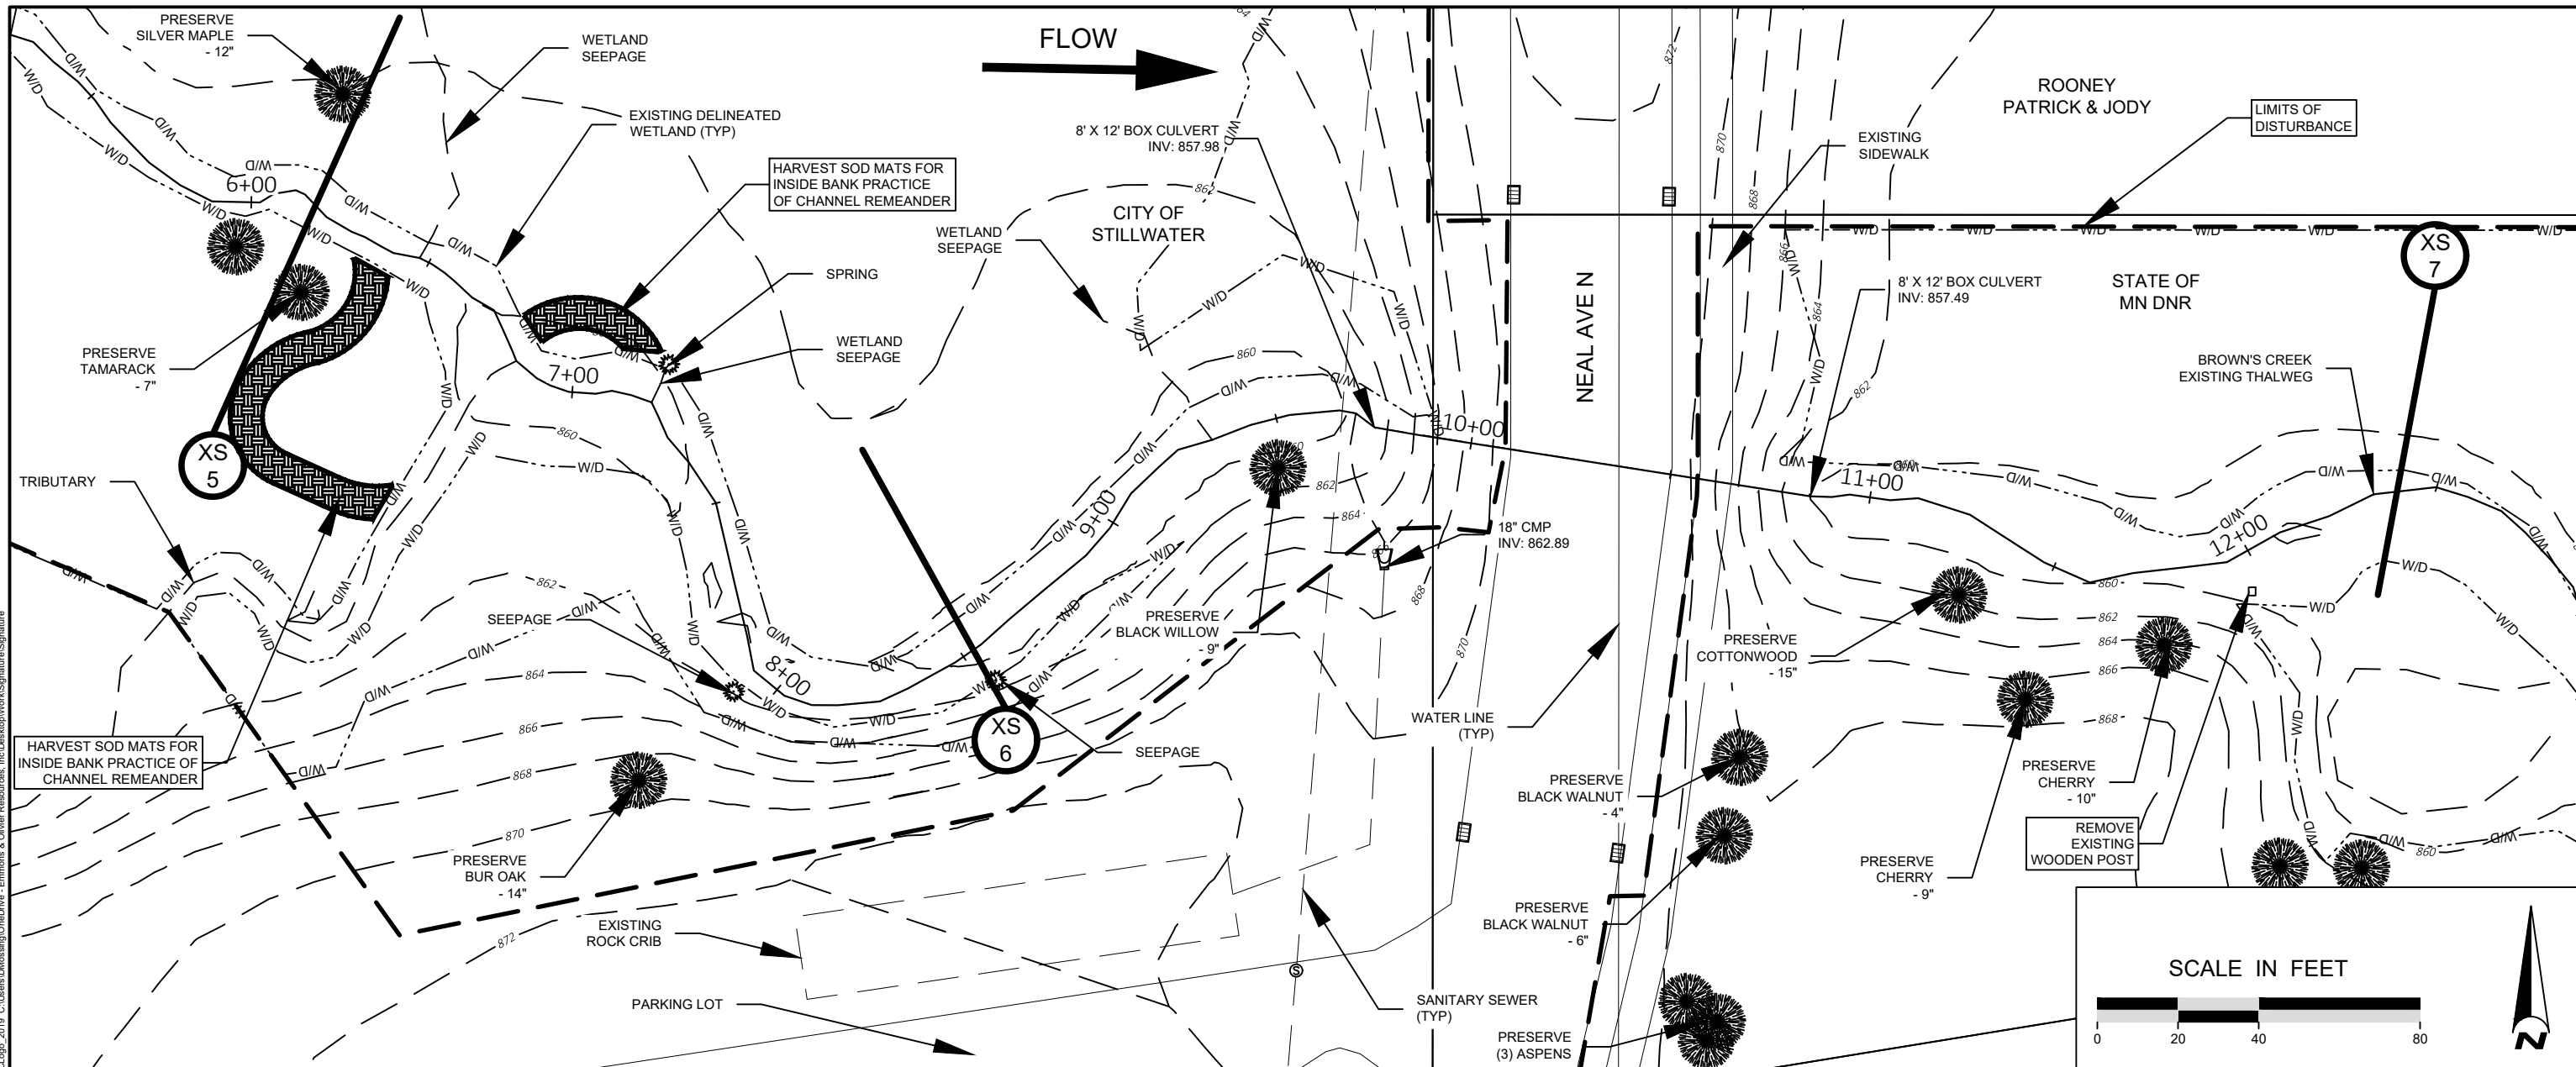 PRESERVE
SILVER MAPLE
- 12"
WETLAND
SEEPAGE
EXISTING DELINEATED
WETLAND (TYP)
HARVEST SOD MATS FOR
INSIDE BANK PRACTICE
OF CHANNEL REMEANDER
FLOW
8' X 12' BOX CULVERT
INV: 857.98
CITY OF
STILLWATER
WETLAND
SEEPAGE
SPRING
WETLAND
SEEPAGE
EXISTING
SIDEWALK
ROONEY
PATRICK & JODY
LIMITS OF
DISTURBANCE
XS
7
STATE OF
MN DNR
8' X 12' BOX CULVERT
INV: 857.49
BROWN'S CREEK
EXISTING THALWEG
NEAL AVE N
6+00
7+00
8+00
9+00
10+00
11+00
12+00
PRESERVE
TAMARACK
- 7"
XS
5
TRIBUTARY
SEEPAGE
HARVEST SOD MATS FOR
INSIDE BANK PRACTICE OF
CHANNEL REMEANDER
XS
6
SEEPAGE
PRESERVE
BLACK WILLOW
- 9"
18" CMP
INV: 862.89
WATER LINE
(TYP)
PRESERVE
COTTONWOOD
- 15"
PRESERVE
BLACK WALNUT
- 4"
PRESERVE
BLACK WALNUT
- 6"
PRESERVE
CHERRY
- 10"
PRESERVE
CHERRY
- 9"
REMOVE
EXISTING
WOODEN POST
PRESERVE
BUR OAK
- 14"
EXISTING
ROCK CRIB
PARKING LOT
SANITARY SEWER
(TYP)
S
PRESERVE
(3) ASPENS
SCALE IN FEET
0 20 40 80
N
W/D
860
862
864
866
868
870
872